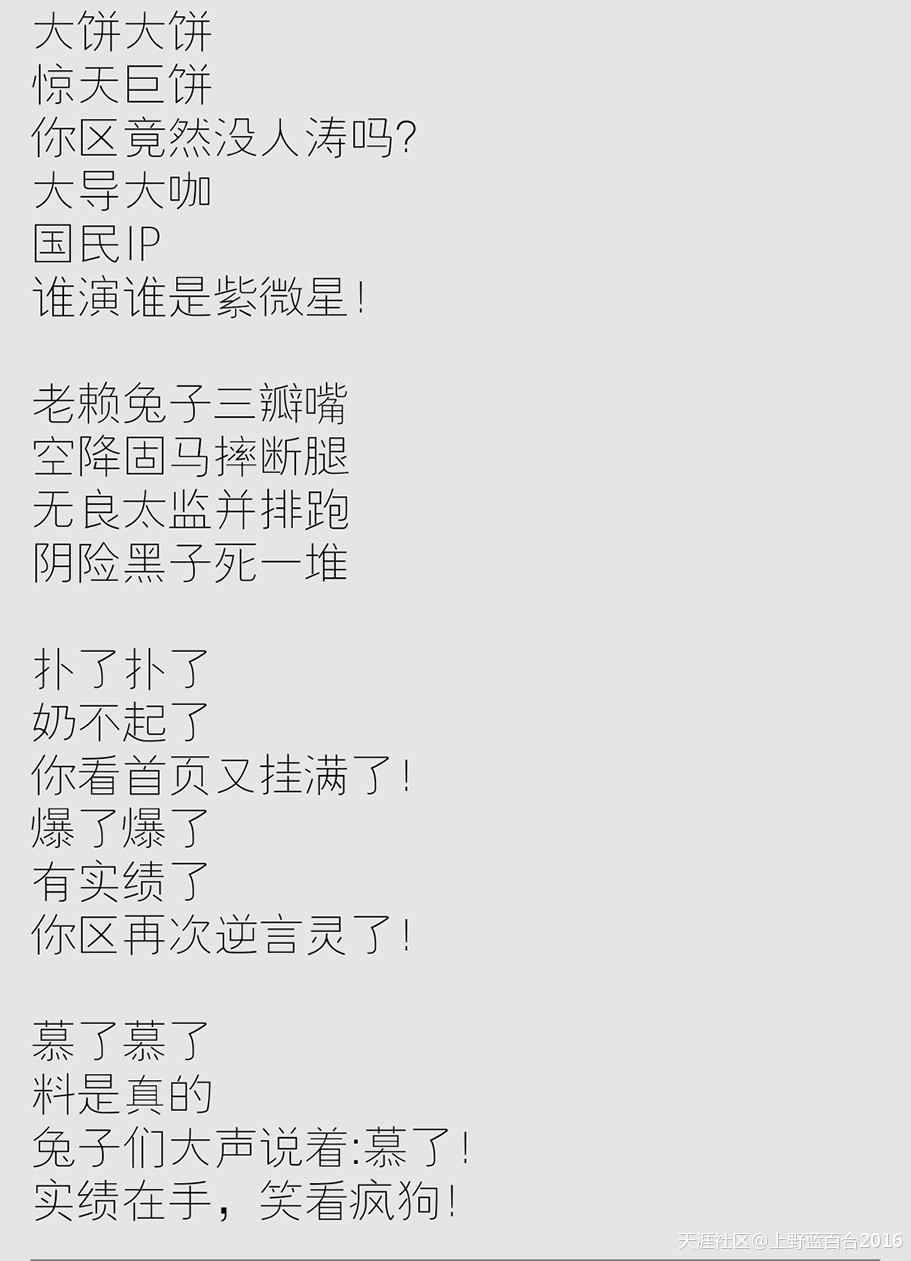 大饼大饼
惊天巨饼
你区竟然没人涛吗？
大导大咖
国民IP
谁演谁是紫微星！
老赖兔子三瓣嘴
空降固马摔断腿
无良太监并排跑
阴险黑子死一堆
扑了扑了
奶不起了
你看首页又挂满了！
爆了爆了
有实绩了
你区再次逆言灵了！
慕了慕了
料是真的
兔子们大声说着:慕了！
实绩在手，笑看疯狗！
天涯社区@上野蓝百合2016